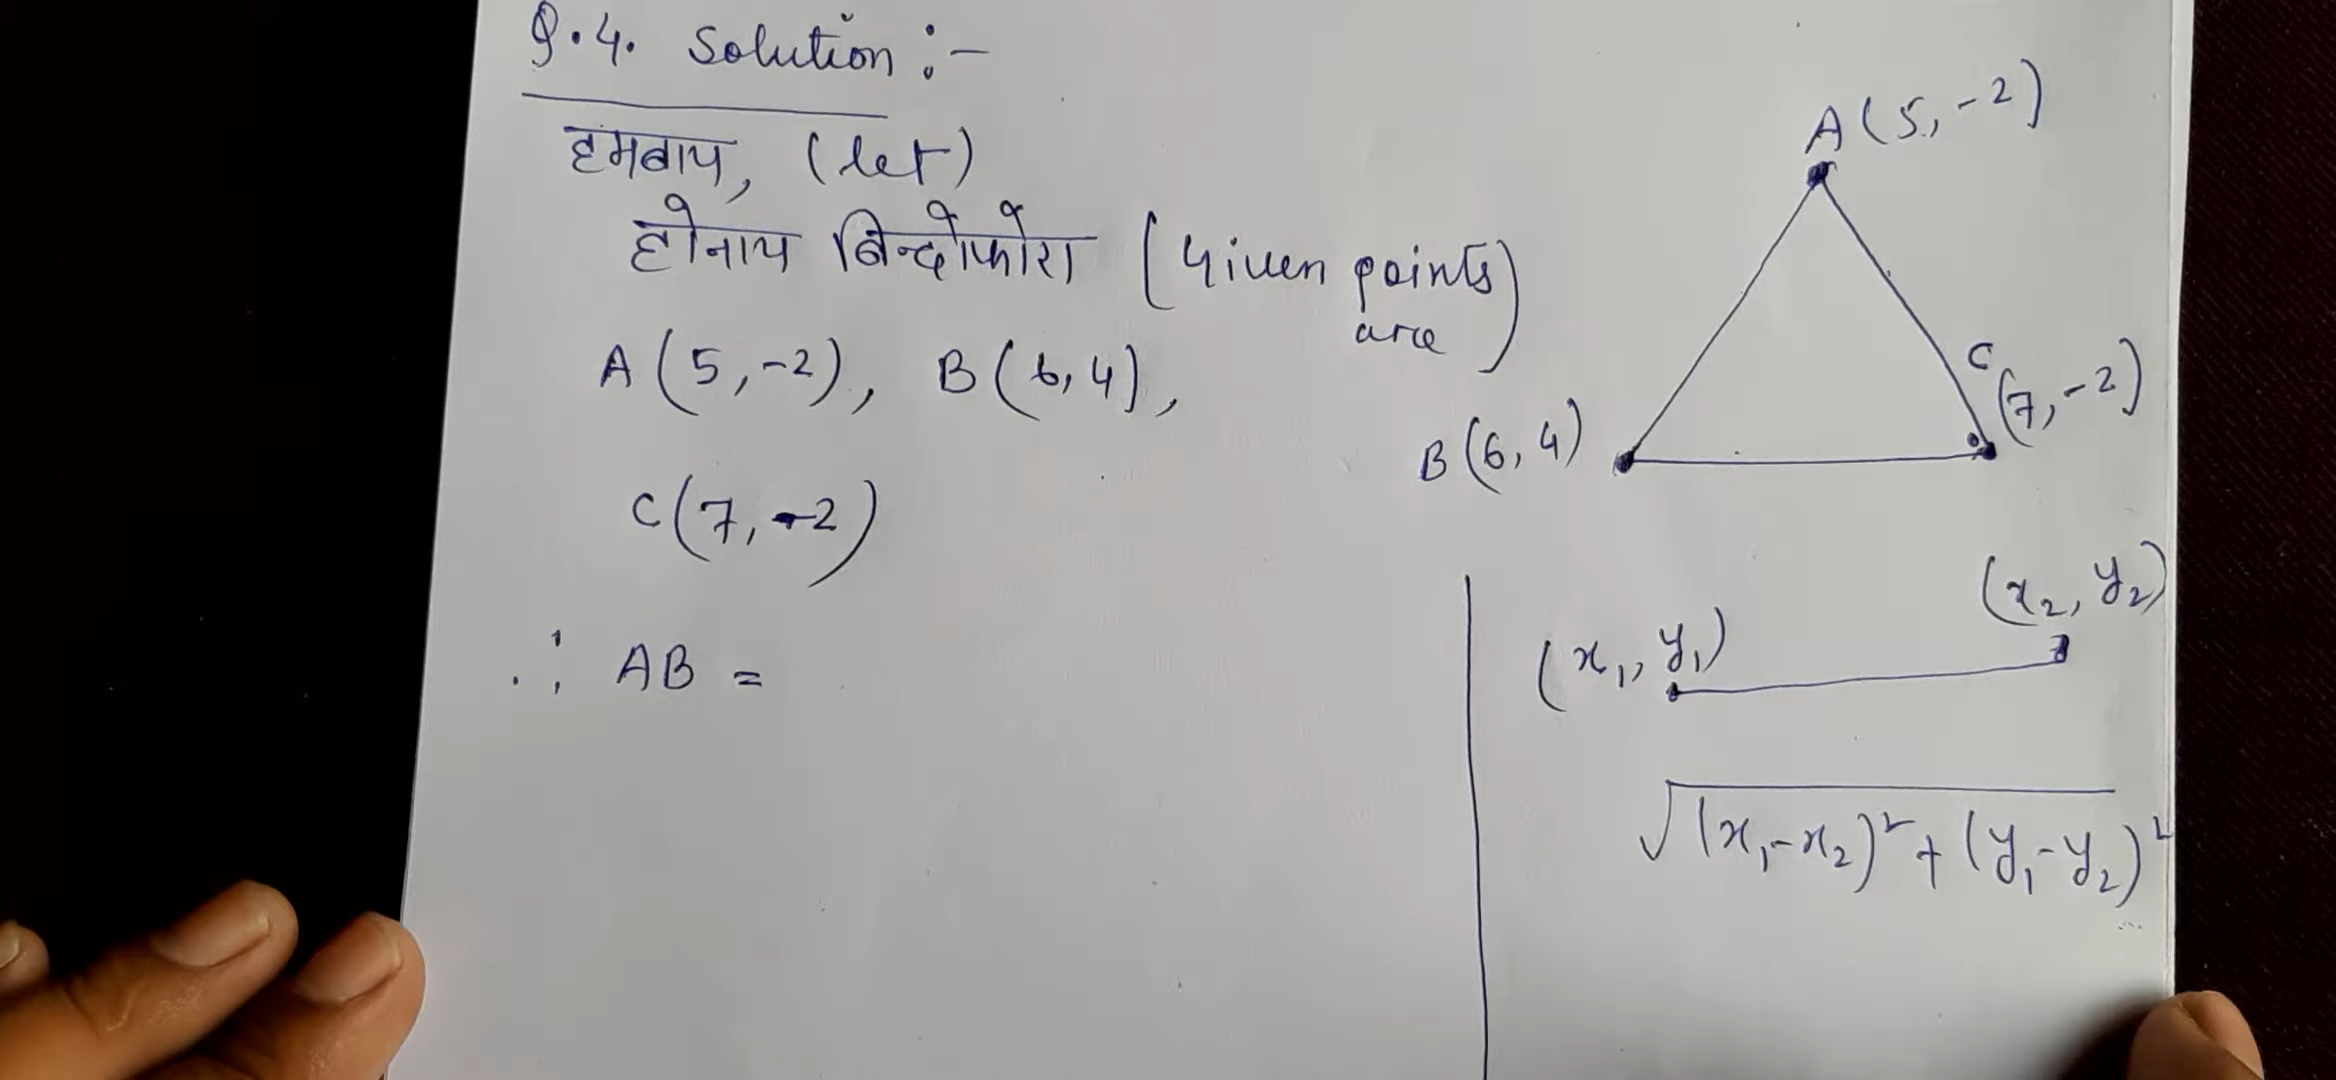 Q.4. Solution :-
हमबाय, (let)
होनाय बिन्दोफोरा (Given points are)
A(5,-2), B(6,4),
C(7,-2)
∴ AB =
A(5,-2)
B(6,4)
C(7,-2)
(x₁, y₁)
(x₂, y₂)
√(x₁-x₂)² + (y₁-y₂)²